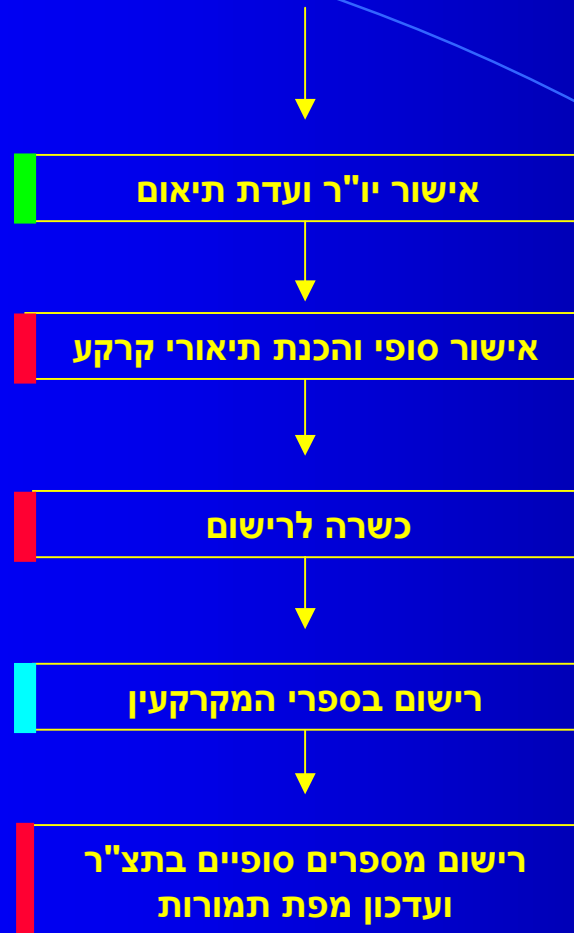 אישור יו"ר ועדת תיאום
אישור סופי והכנת תיאורי קרקע
כשרה לרישום
רישום בספרי המקרקעין
רישום מספרים סופיים בתצ"ר
ועדכון מפת תמורות